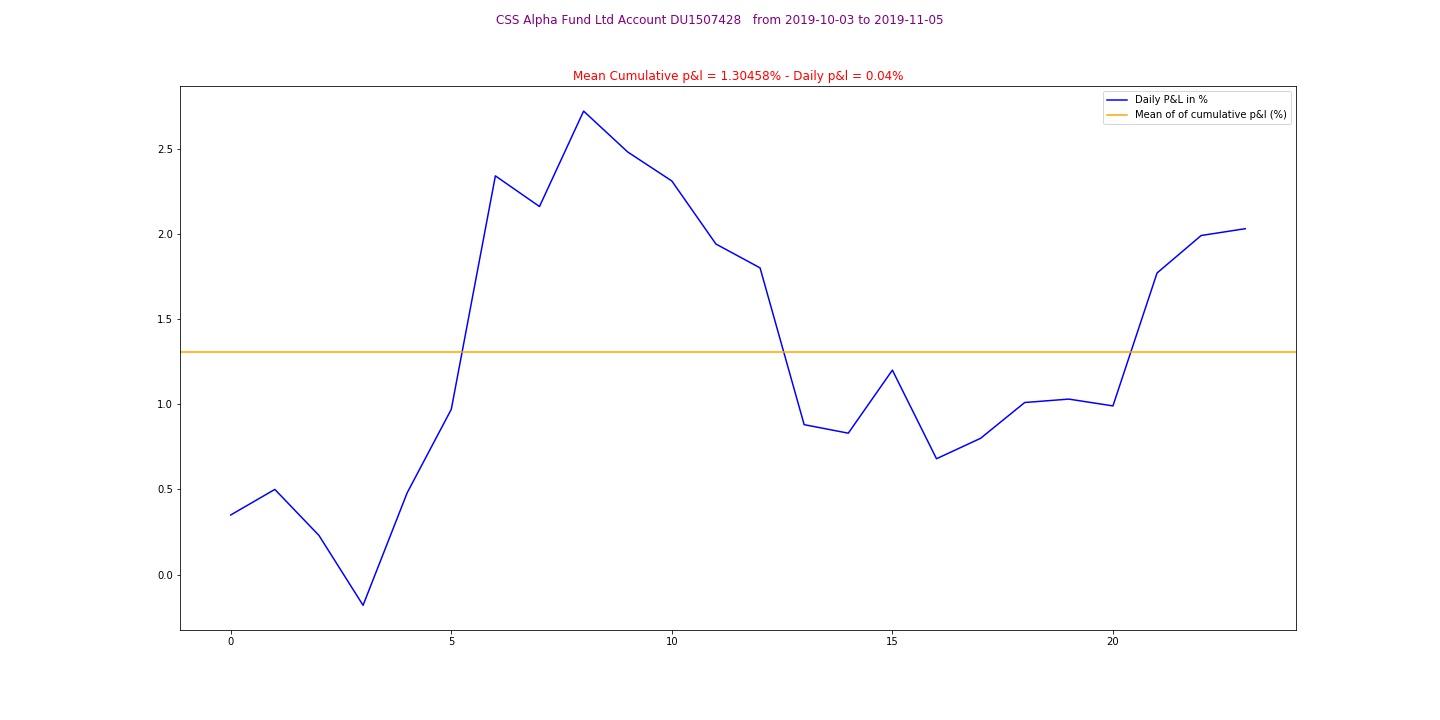 CSS Alpha Fund Ltd Account DU1507428   from 2019-10-03 to 2019-11-05
Mean Cumulative p&l = 1.30458% - Daily p&l = 0.04%
Daily P&L in %
Mean of of cumulative p&l (%)
2.5
2.0
1.5
1.0
0.5
0.0
0 5 10 15 20